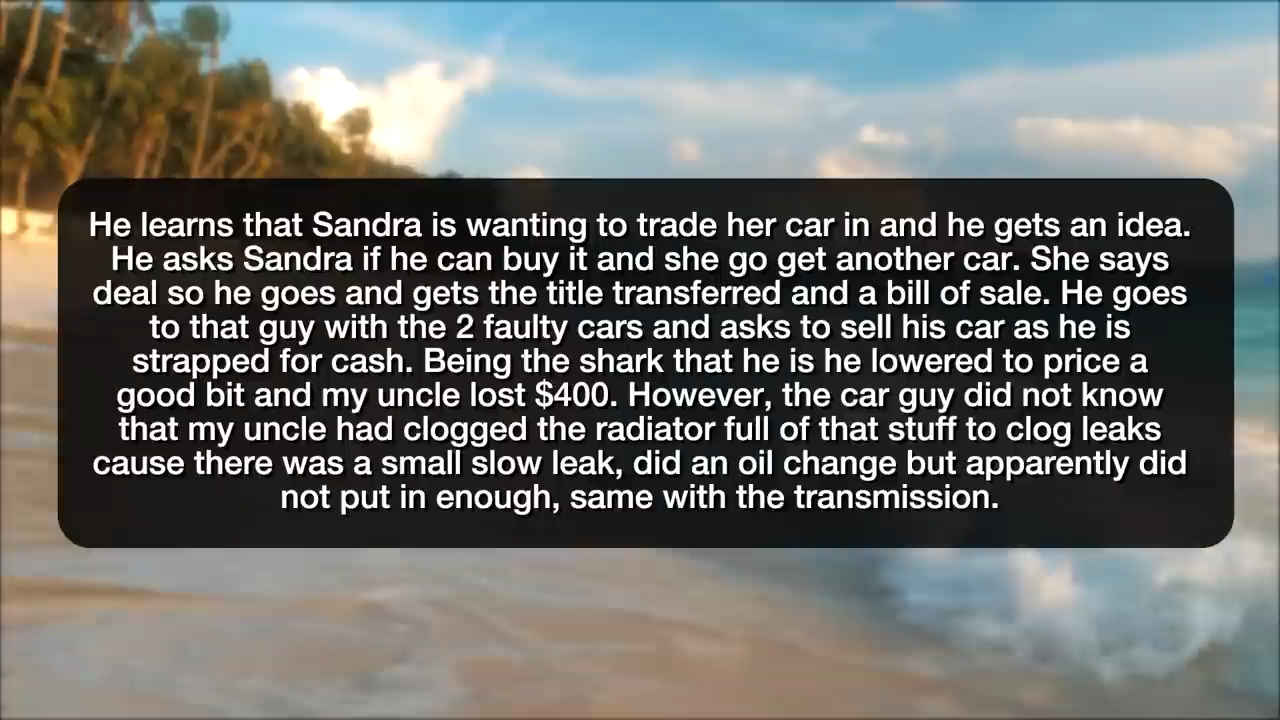 He learns that Sandra is wanting to trade her car in and he gets an idea.
He asks Sandra if he can buy it and she go get another car. She says
deal so he goes and gets the title transferred and a bill of sale. He goes
to that guy with the 2 faulty cars and asks to sell his car as he is
strapped for cash. Being the shark that he is he lowered to price a
good bit and my uncle lost $400. However, the car guy did not know
that my uncle had clogged the radiator full of that stuff to clog leaks
cause there was a small slow leak, did an oil change but apparently did
not put in enough, same with the transmission.